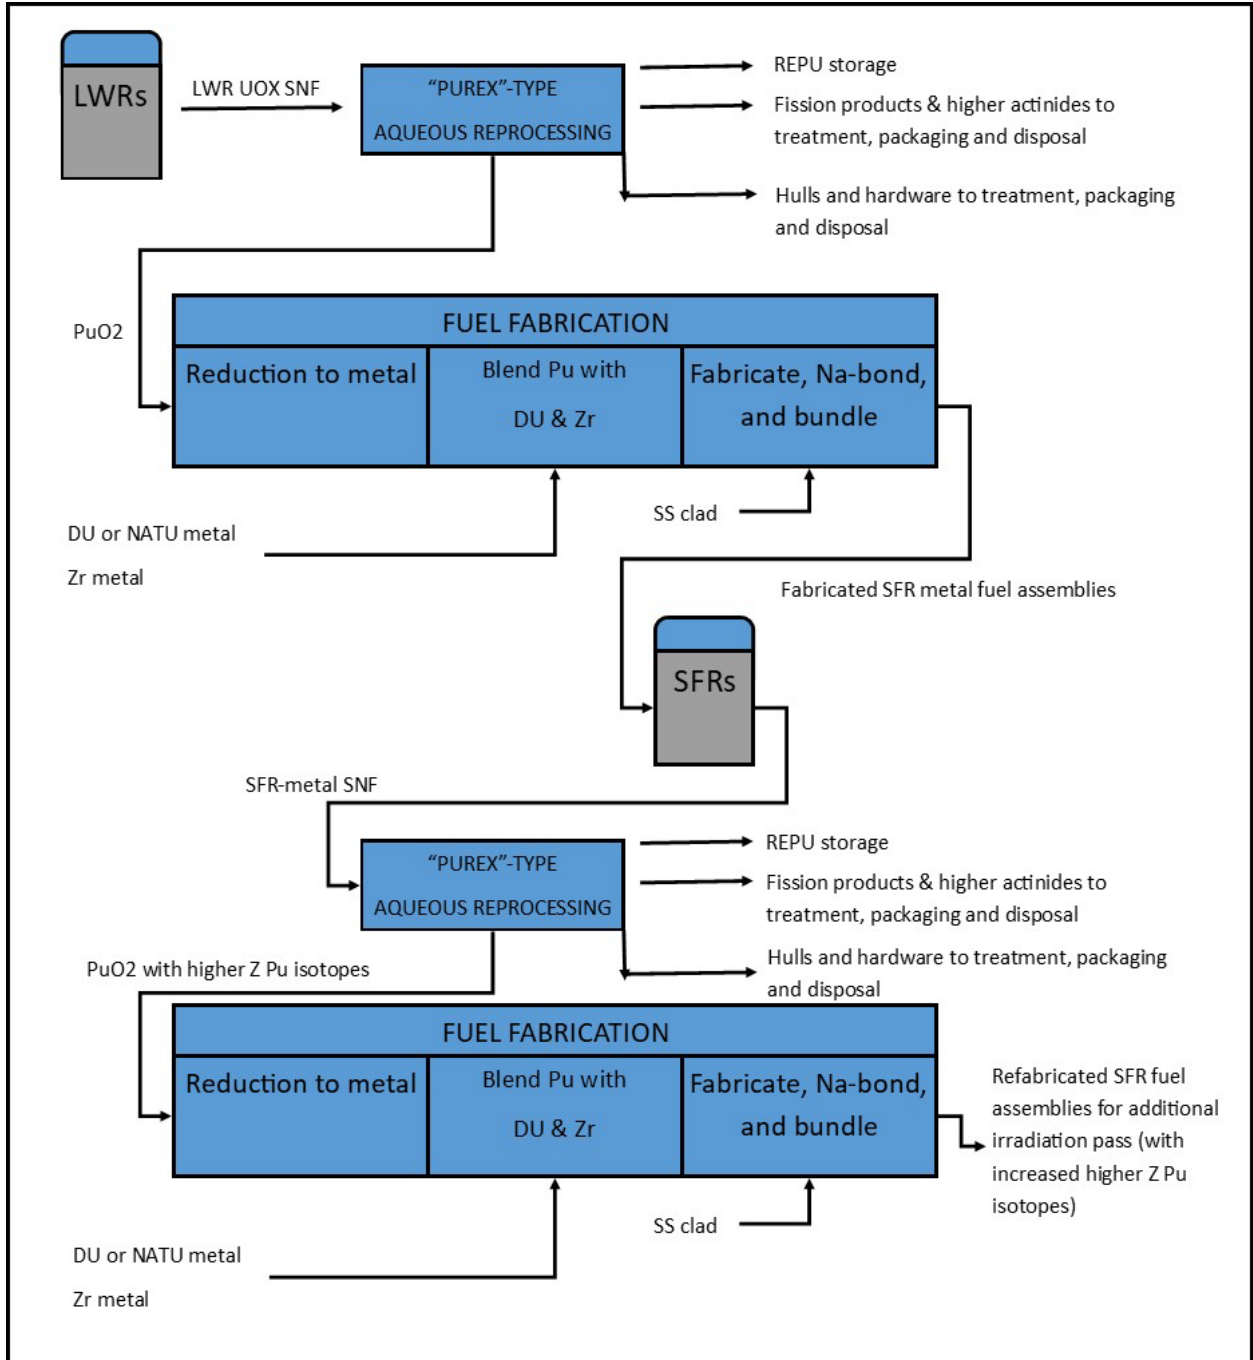 LWRs
LWR UOX SNF
“PUREX”-TYPE
AQUEOUS REPROCESSING
REPU storage
Fission products & higher actinides to
treatment, packaging and disposal
Hulls and hardware to treatment, packaging
and disposal
PuO2
FUEL FABRICATION
Reduction to metal
Blend Pu with
DU & Zr
Fabricate, Na-bond,
and bundle
SS clad
DU or NATU metal
Zr metal
Fabricated SFR metal fuel assemblies
SFRs
SFR-metal SNF
“PUREX”-TYPE
AQUEOUS REPROCESSING
REPU storage
Fission products & higher actinides to
treatment, packaging and disposal
Hulls and hardware to treatment, packaging
and disposal
PuO2 with higher Z Pu isotopes
FUEL FABRICATION
Reduction to metal
Blend Pu with
DU & Zr
Fabricate, Na-bond,
and bundle
Refabricated SFR fuel
assemblies for additional
irradiation pass (with
increased higher Z Pu
isotopes)
SS clad
DU or NATU metal
Zr metal